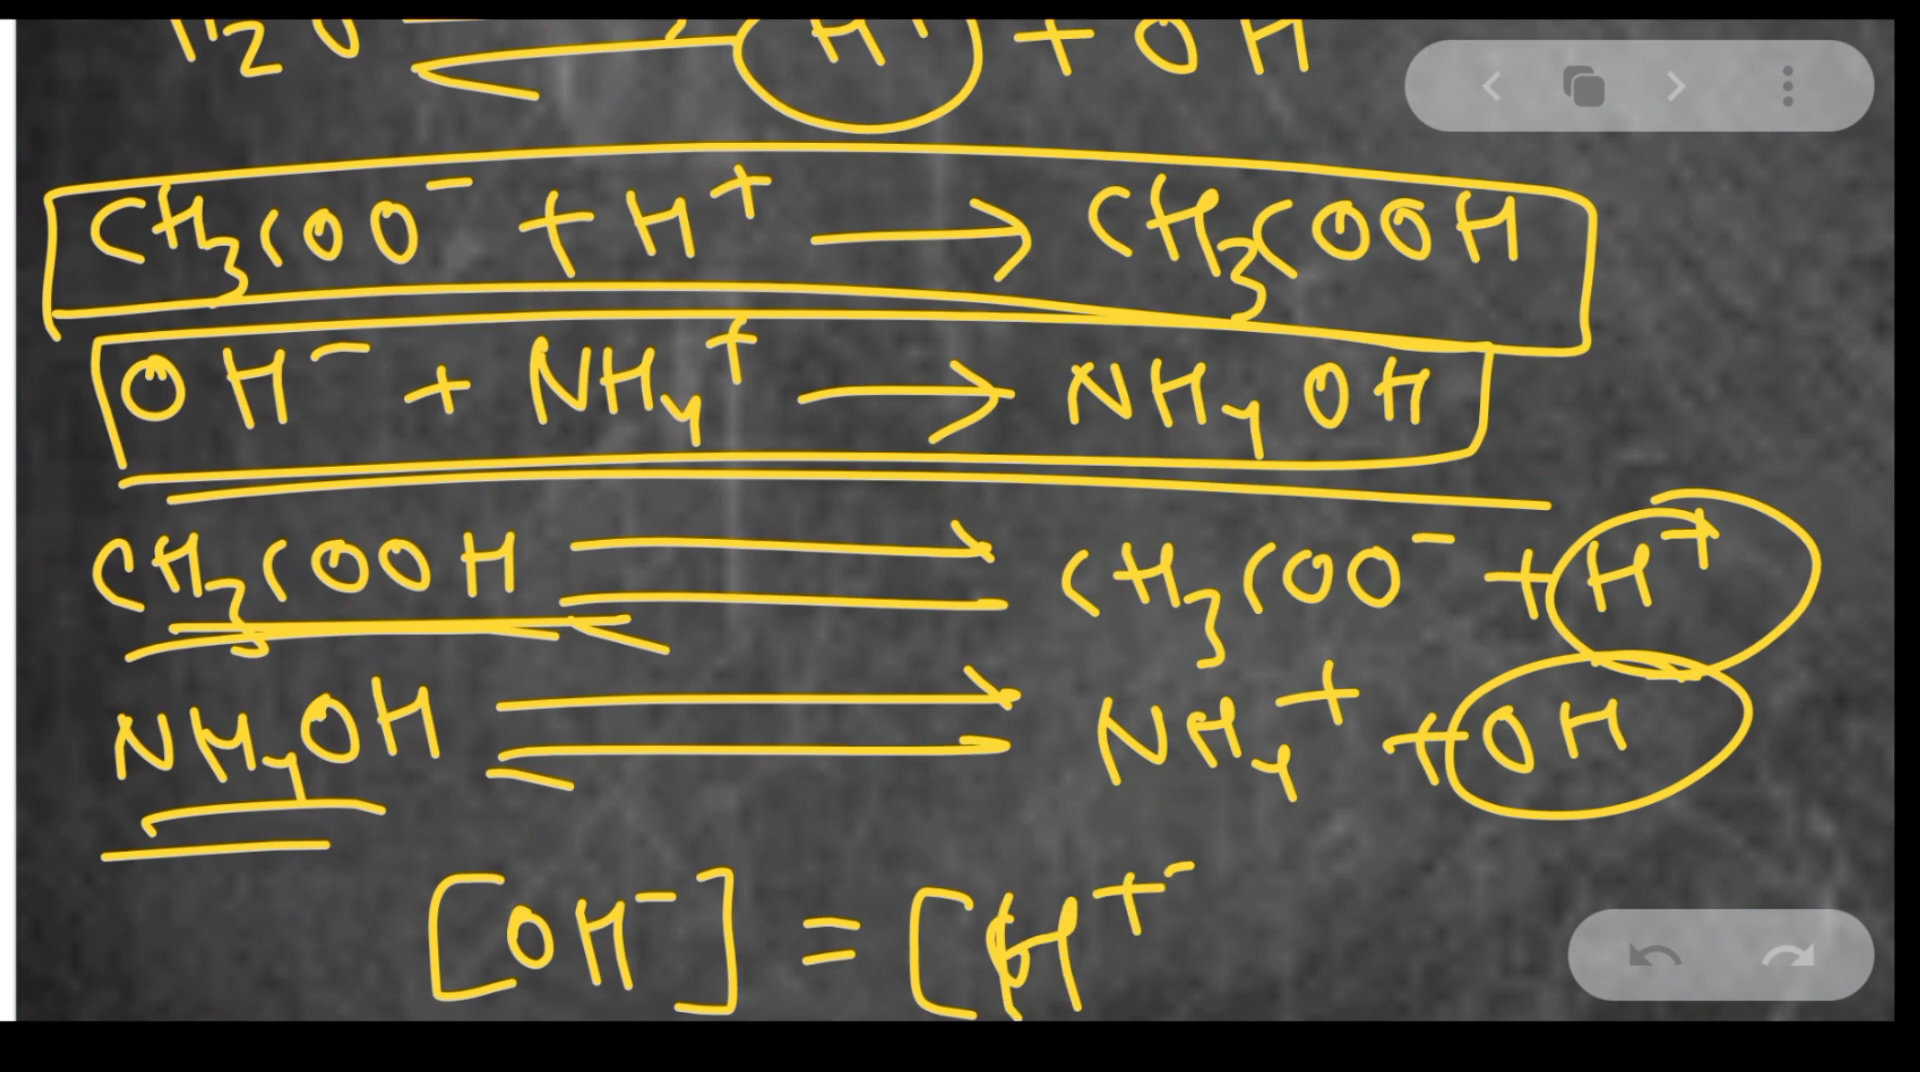 H2O ⇌ H+ + OH
CH3COO⁻ + H⁺ → CH3COOH
OH⁻ + NH4⁺ → NH4OH
CH3COOH ⇌ CH3COO⁻ + H⁺
NH4OH ⇌ NH4⁺ + OH
[OH⁻] = [H⁺